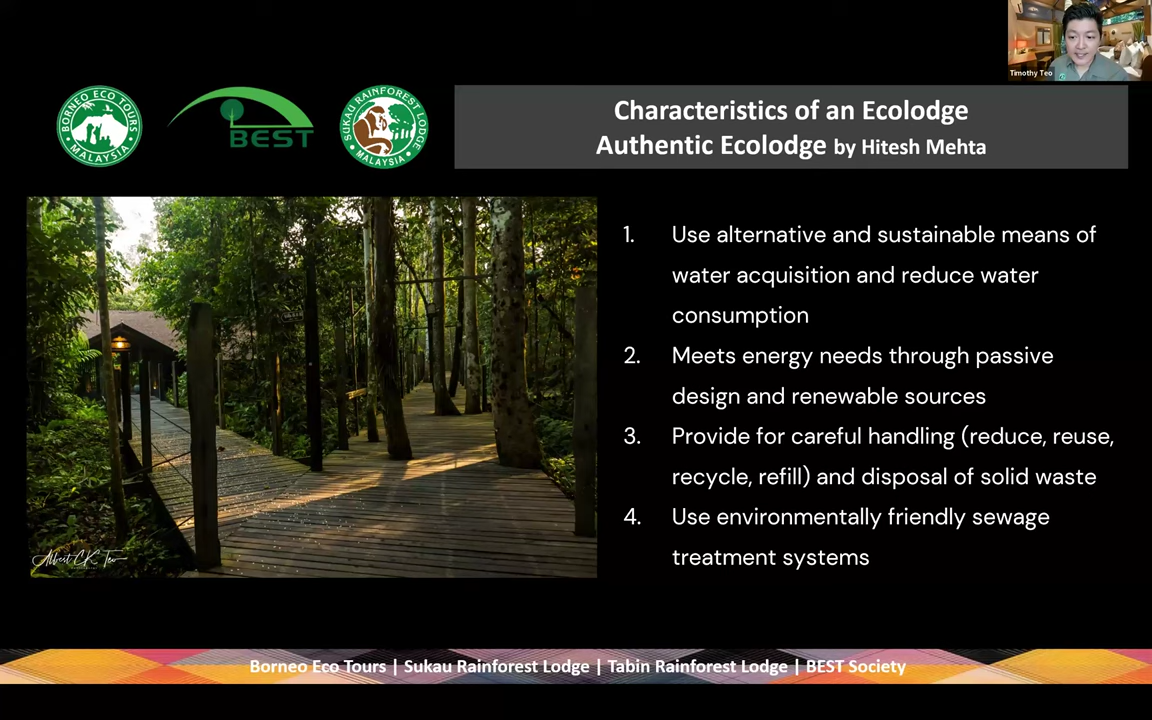 Timothy Teo
BORNEO ECO TOURS
MALAYSIA
BEST
SUKAU RAINFOREST LODGE
MALAYSIA
Characteristics of an Ecolodge
Authentic Ecolodge by Hitesh Mehta
1. Use alternative and sustainable means of
water acquisition and reduce water
consumption
2. Meets energy needs through passive
design and renewable sources
3. Provide for careful handling (reduce, reuse,
recycle, refill) and disposal of solid waste
4. Use environmentally friendly sewage
treatment systems
Albert CK Teo
Borneo Eco Tours | Sukau Rainforest Lodge | Tabin Rainforest Lodge | BEST Society